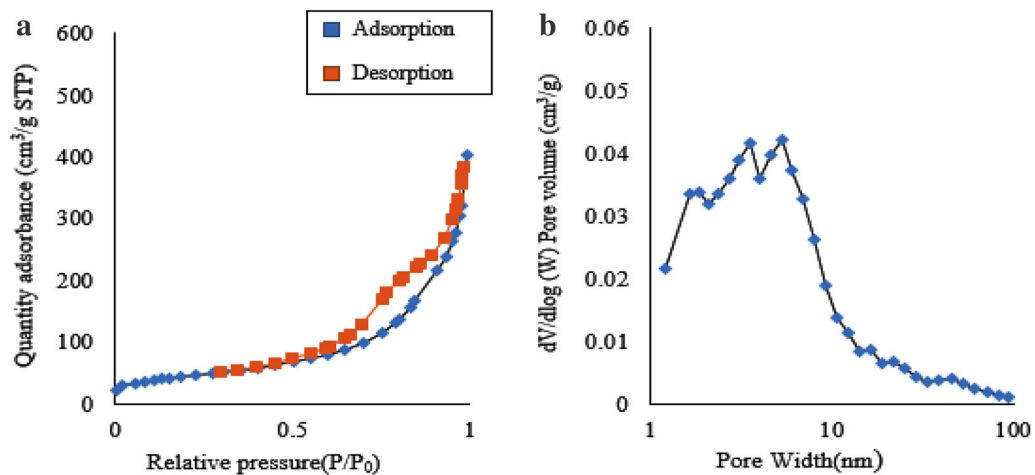 a
600
500
400
300
200
100
0
Quantity adsorbance (cm³/g STP)
Adsorption
Desorption
0
0.5
1
Relative pressure(P/P₀)
b
0.06
0.05
0.04
0.03
0.02
0.01
0
dV/dlog (W) Pore volume (cm³/g)
1
10
100
Pore Width(nm)